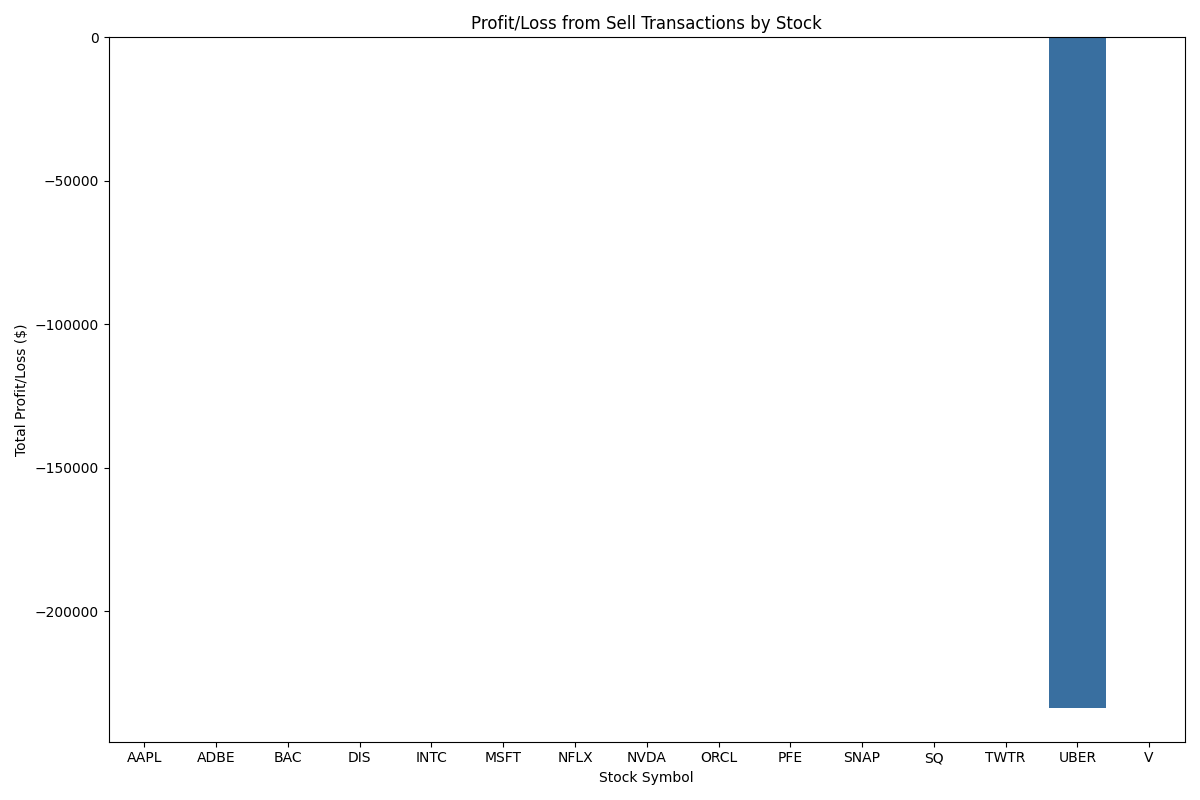 Profit/Loss from Sell Transactions by Stock
Total Profit/Loss ($)
0
−50000
−100000
−150000
−200000
AAPL ADBE BAC DIS INTC MSFT NFLX NVDA ORCL PFE SNAP SQ TWTR UBER V
Stock Symbol